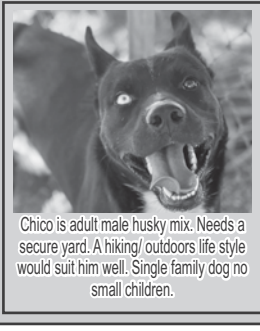 Chico is adult male husky mix. Needs a
secure yard. A hiking/ outdoors life style
would suit him well. Single family dog no
small children.